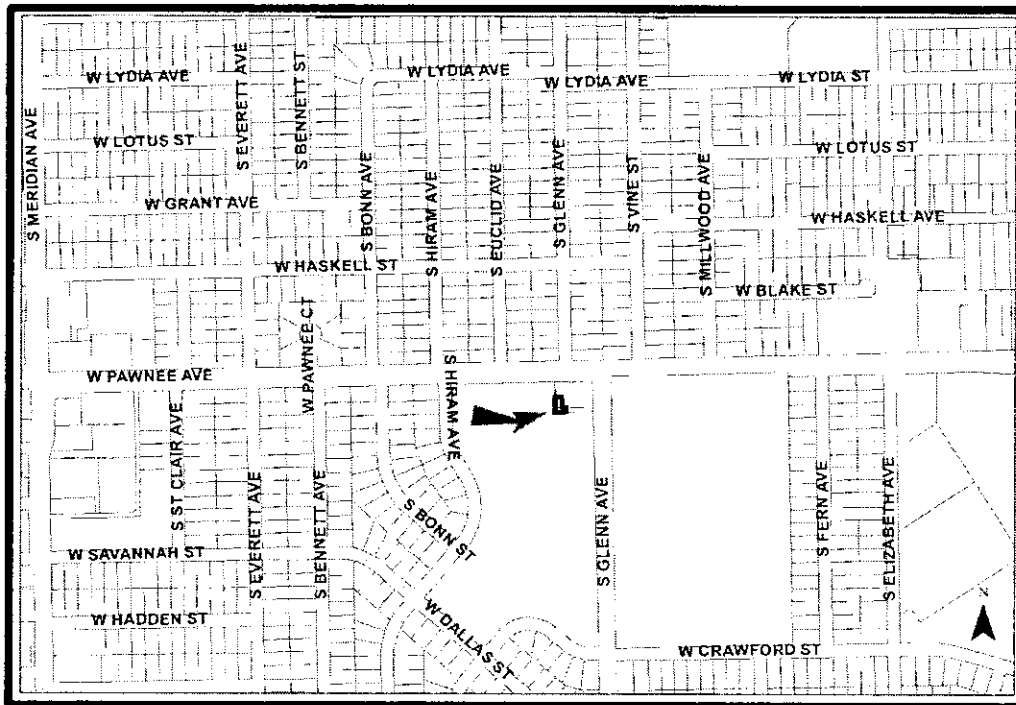 W LYDIA AVE
W LYDIA AVE
W LYDIA AVE
W LYDIA ST
S EVERETT AVE
S BENNETT ST
S MERIDIAN AVE
W LOTUS ST
W LOTUS ST
S BONN AVE
S HIRAM AVE
S EUCLID AVE
S GLENN AVE
S VINE ST
S MILLWOOD AVE
W GRANT AVE
W HASKELL AVE
W HASKELL ST
W BLAKE ST
W PAWNEE CT
W PAWNEE AVE
S HIRAM AVE
S ST CLAIR AVE
S EVERETT AVE
S BENNETT AVE
S BONN ST
S GLENN AVE
S FERN AVE
S ELIZABETH AVE
W SAVANNAH ST
W HADDEN ST
W DALLAS ST
N
W CRAWFORD ST